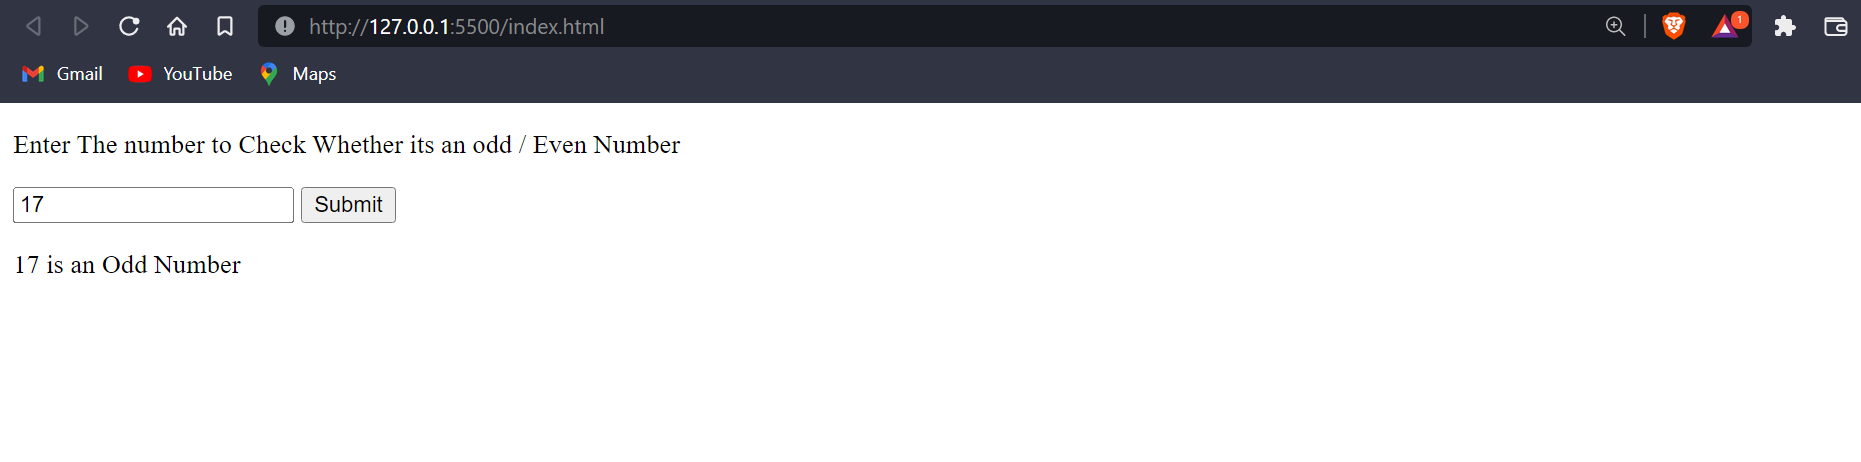 http://127.0.0.1:5500/index.html
1
Gmail YouTube Maps
Enter The number to Check Whether its an odd / Even Number
17 Submit
17 is an Odd Number